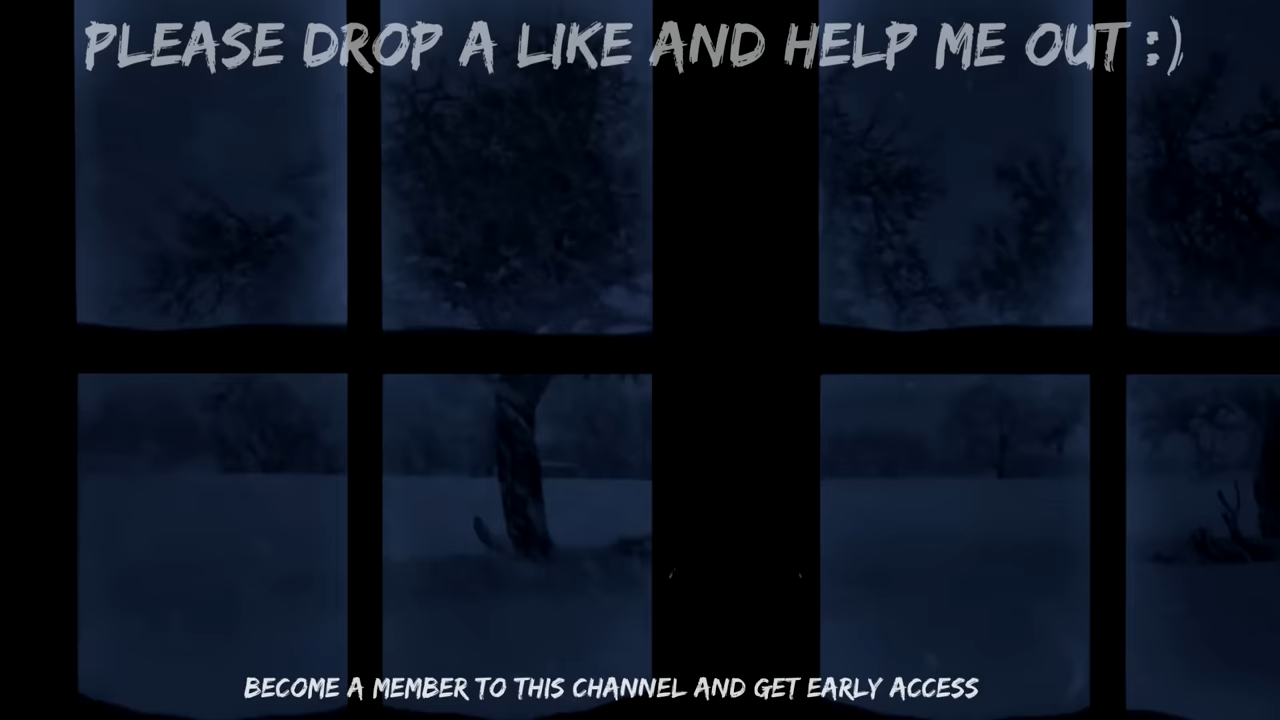 PLEASE DROP A LIKE AND HELP ME OUT :)
BECOME A MEMBER TO THIS CHANNEL AND GET EARLY ACCESS